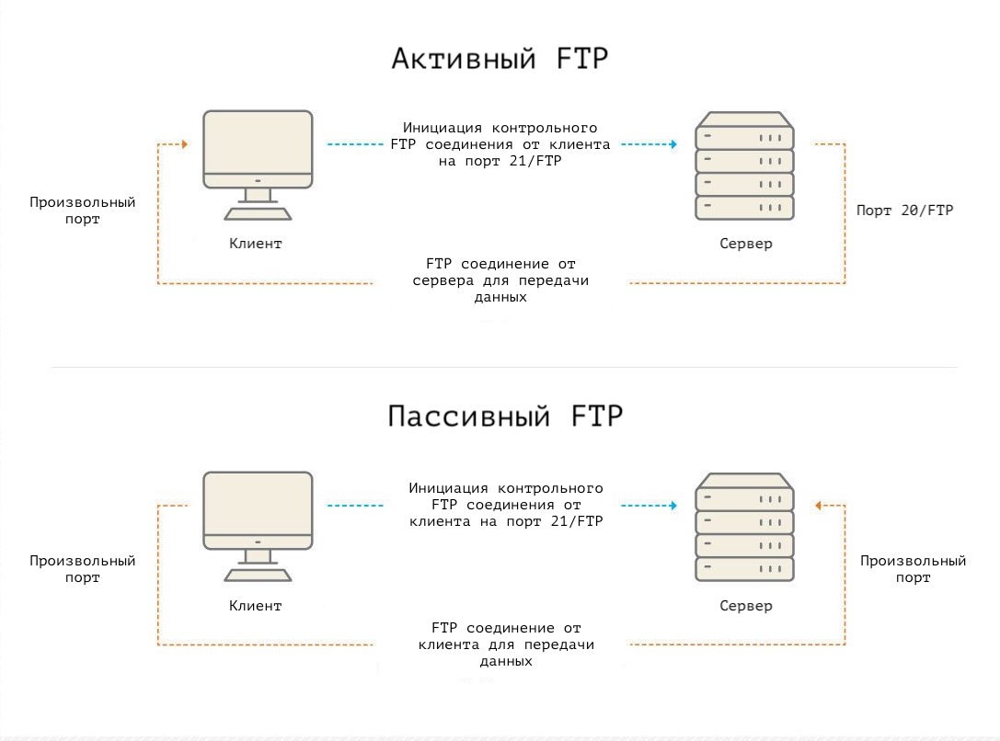 Активный FTP
Инициация контрольного
FTP соединения от клиента
на порт 21/FTP
Произвольный
порт
Порт 20/FTP
Клиент
Сервер
FTP соединение от
сервера для передачи
данных
Пассивный FTP
Инициация контрольного
FTP соединения от
клиента на порт 21/FTP
Произвольный
порт
Произвольный
порт
Клиент
Сервер
FTP соединение от
клиента для передачи
данных